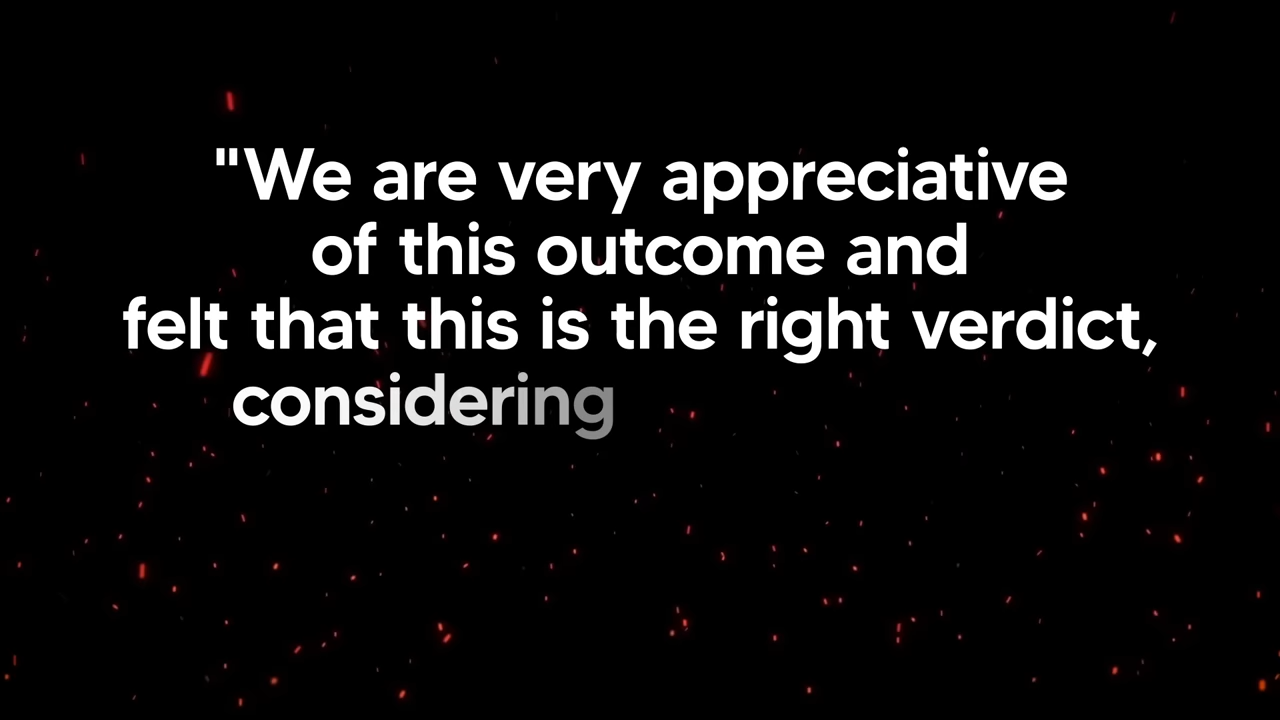 "We are very appreciative
of this outcome and
felt that this is the right verdict,
considering